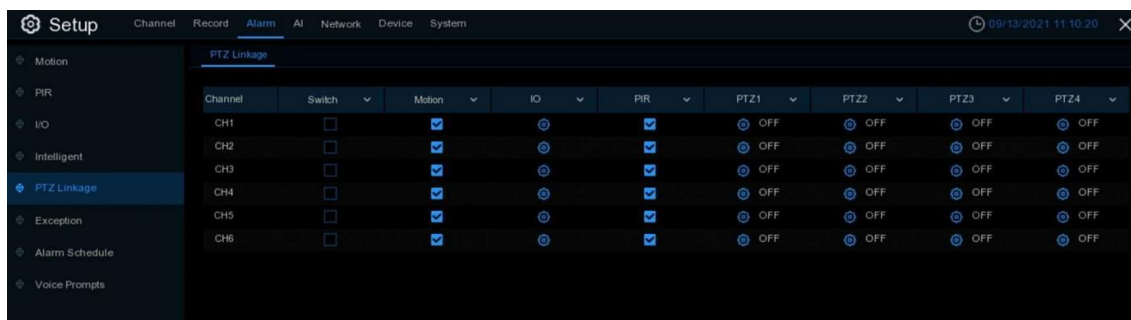 Setup Channel Record Alarm AI Network Device System 09/13/2021 11:10:20
Motion
PIR
I/O
Intelligent
PTZ Linkage
Exception
Alarm Schedule
Voice Prompts
PTZ Linkage
Channel Switch Motion IO PIR PTZ1 PTZ2 PTZ3 PTZ4
CH1 OFF OFF OFF OFF
CH2 OFF OFF OFF OFF
CH3 OFF OFF OFF OFF
CH4 OFF OFF OFF OFF
CH5 OFF OFF OFF OFF
CH6 OFF OFF OFF OFF